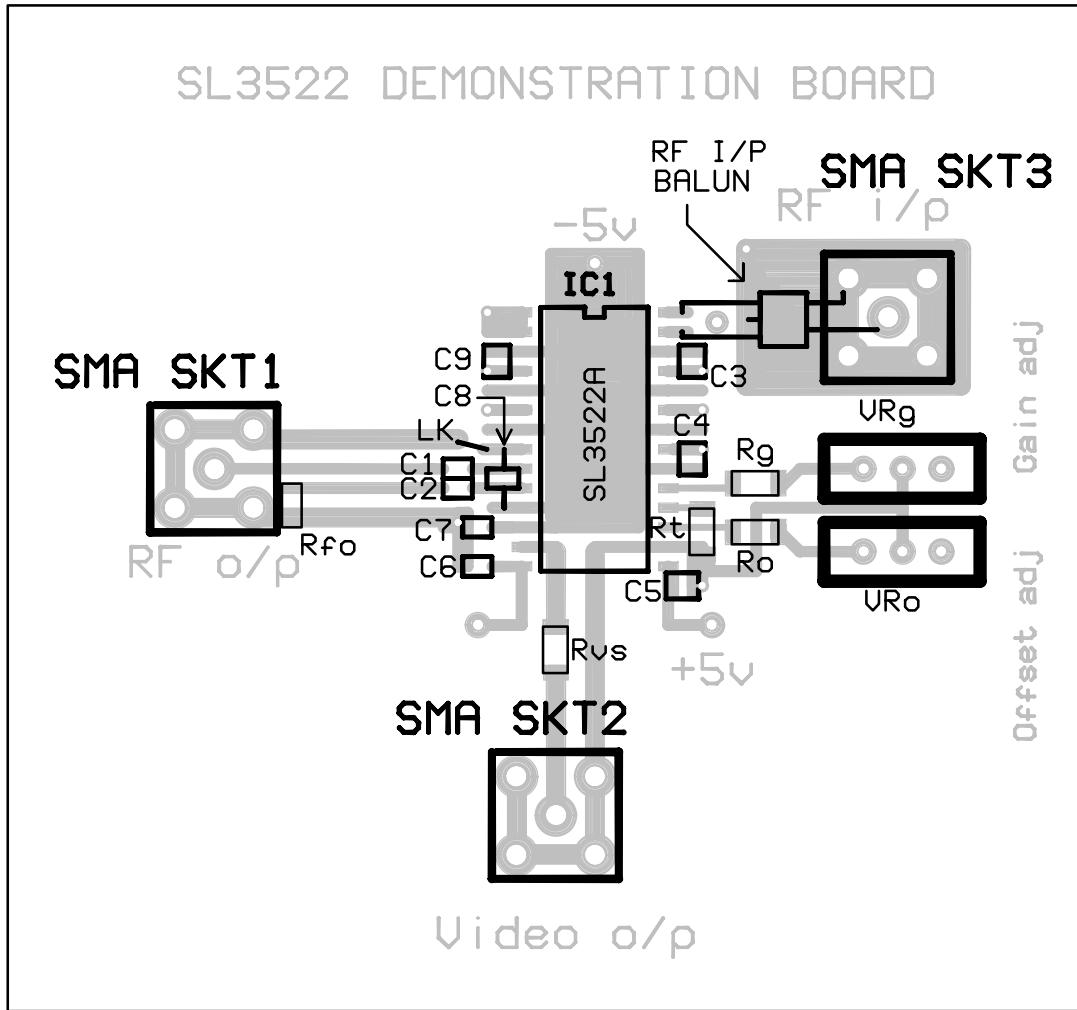 SL3522 DEMONSTRATION BOARD
RF I/P
BALUN
SMA SKT3
RF i/p
-5v
IC1
C9
C3
SMA SKT1
C8
VRg
Gain adj
LK
C4
SL3522A
C1
Rg
C2
C7
Rt
Rfo
RF o/p
C6
Ro
C5
VRo
Offset adj
Rvs
+5v
SMA SKT2
Video o/p